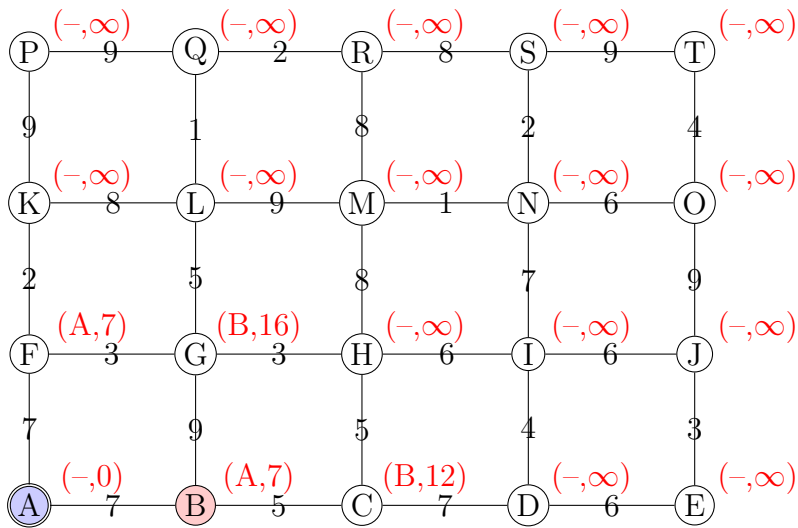 (–,∞) (–,∞) (–,∞) (–,∞) (–,∞)
P 9 Q 2 R 8 S 9 T
9 1 8 2 4
(–,∞) (–,∞) (–,∞) (–,∞) (–,∞)
K 8 L 9 M 1 N 6 O
2 5 8 7 9
(A,7) (B,16) (–,∞) (–,∞) (–,∞)
F 3 G 3 H 6 I 6 J
7 9 5 4 3
(–,0) (A,7) (B,12) (–,∞) (–,∞)
A 7 B 5 C 7 D 6 E